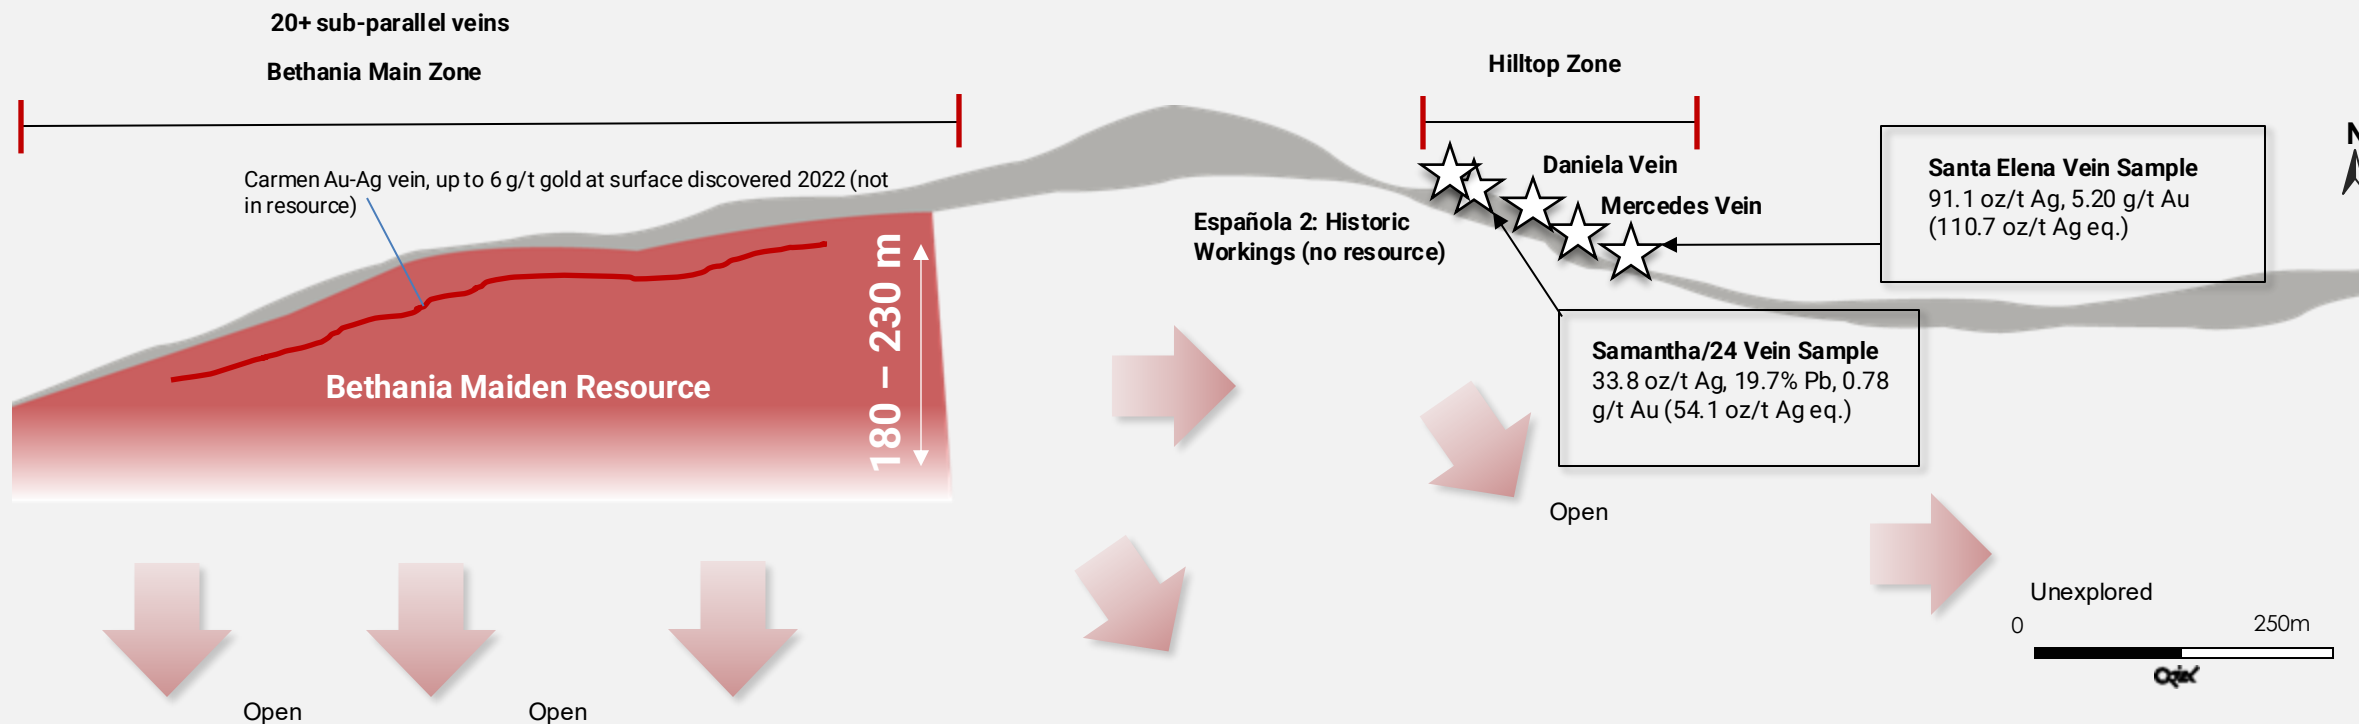 20+ sub-parallel veins
Bethania Main Zone
Hilltop Zone
Carmen Au-Ag vein, up to 6 g/t gold at surface discovered 2022 (not
in resource)
Daniela Vein
Mercedes Vein
Española 2: Historic
Workings (no resource)
Santa Elena Vein Sample
91.1 oz/t Ag, 5.20 g/t Au
(110.7 oz/t Ag eq.)
N
180 – 230 m
Bethania Maiden Resource
Samantha/24 Vein Sample
33.8 oz/t Ag, 19.7% Pb, 0.78
g/t Au (54.1 oz/t Ag eq.)
Open
Unexplored
0 250m
Open Open